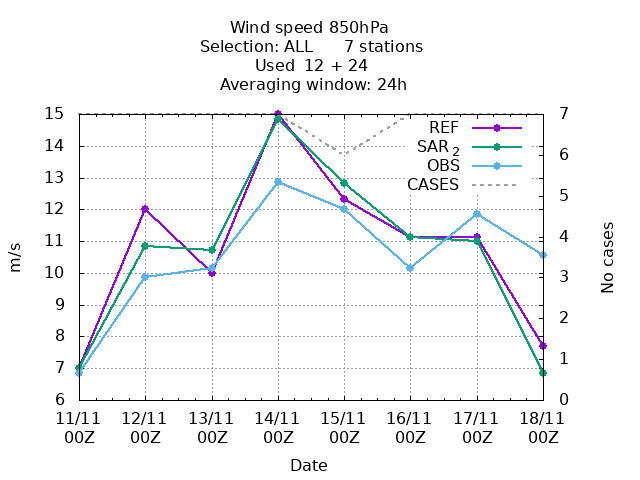 Wind speed 850hPa
Selection: ALL 7 stations
Used 12 + 24
Averaging window: 24h
REF
SAR 2
OBS
CASES
15
14
13
12
11
10
9
8
7
6
m/s
7
6
5
4
3
2
1
0
No cases
11/11 12/11 13/11 14/11 15/11 16/11 17/11 18/11
00Z 00Z 00Z 00Z 00Z 00Z 00Z 00Z
Date